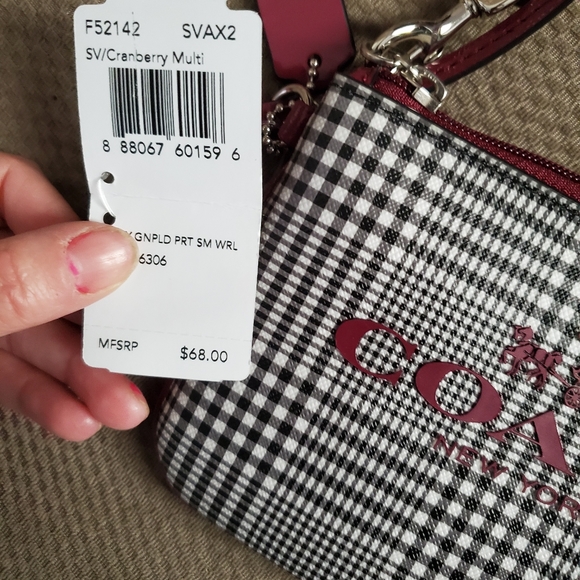 F52142 SVAX2
SV/Cranberry Multi
8 88067 60159 6
GNPLD PRT SM WRL
6306
MFSRP $68.00
COA
NEW YORK